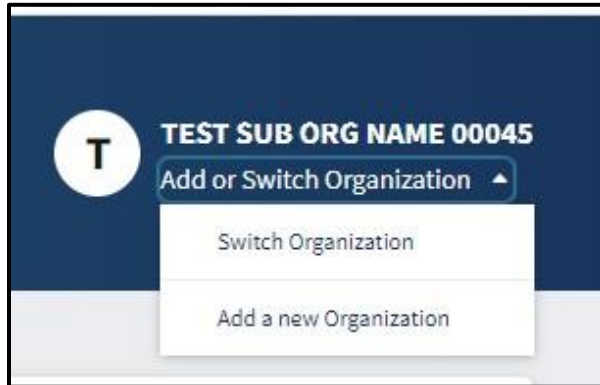 T
TEST SUB ORG NAME 00045
Add or Switch Organization
Switch Organization
Add a new Organization